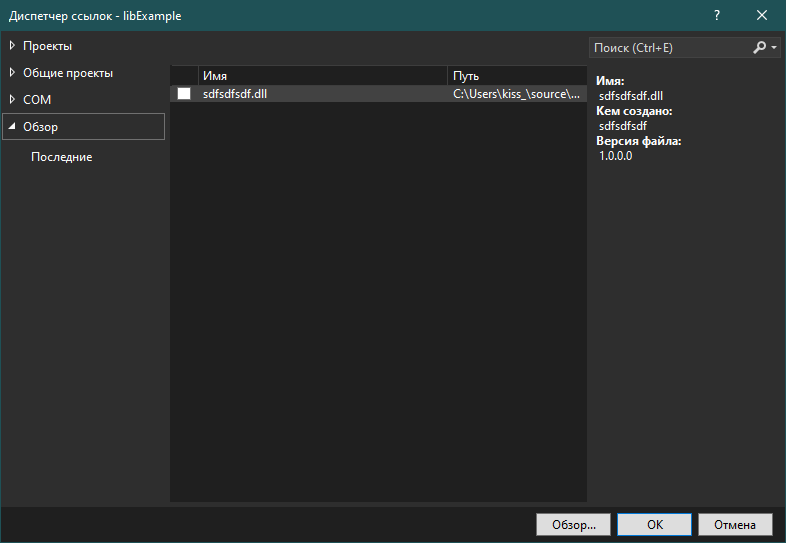 Диспетчер ссылок - libExample
?
Проекты
Общие проекты
COM
Обзор
Последние
Имя Путь
sdfsdfsdf.dll C:\Users\kiss_\source\...
Поиск (Ctrl+E)
Имя:
sdfsdfsdf.dll
Кем создано:
sdfsdfsdf
Версия файла:
1.0.0.0
Обзор... ОК Отмена